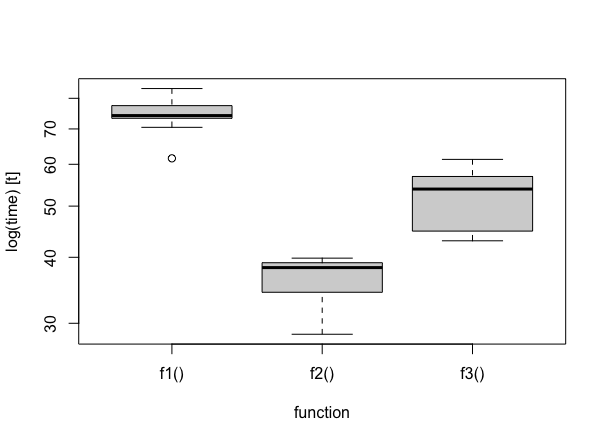 log(time) [t]
70
60
50
40
30
f1()
f2()
f3()
function